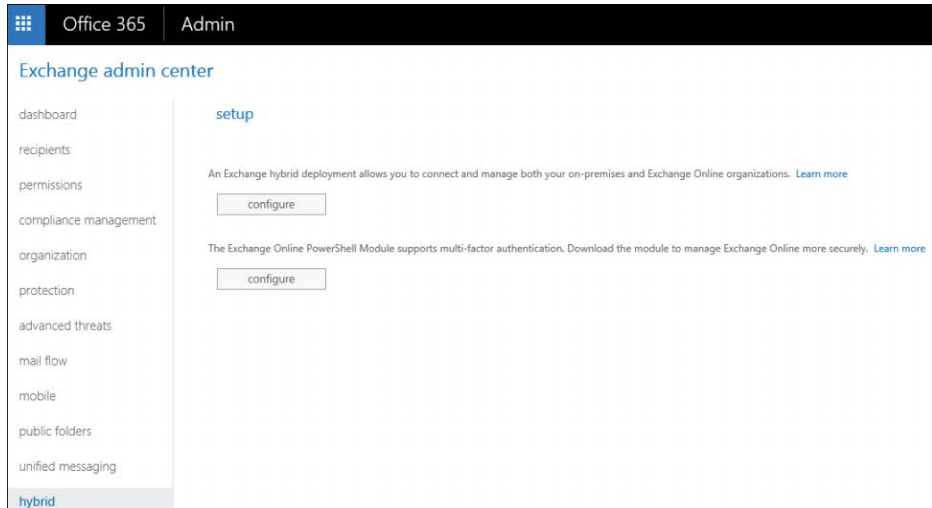 Office 365 Admin
Exchange admin center
dashboard
setup
recipients
An Exchange hybrid deployment allows you to connect and manage both your on-premises and Exchange Online organizations. Learn more
permissions
configure
compliance management
The Exchange Online PowerShell Module supports multi-factor authentication. Download the module to manage Exchange Online more securely. Learn more
organization
configure
protection
advanced threats
mail flow
mobile
public folders
unified messaging
hybrid